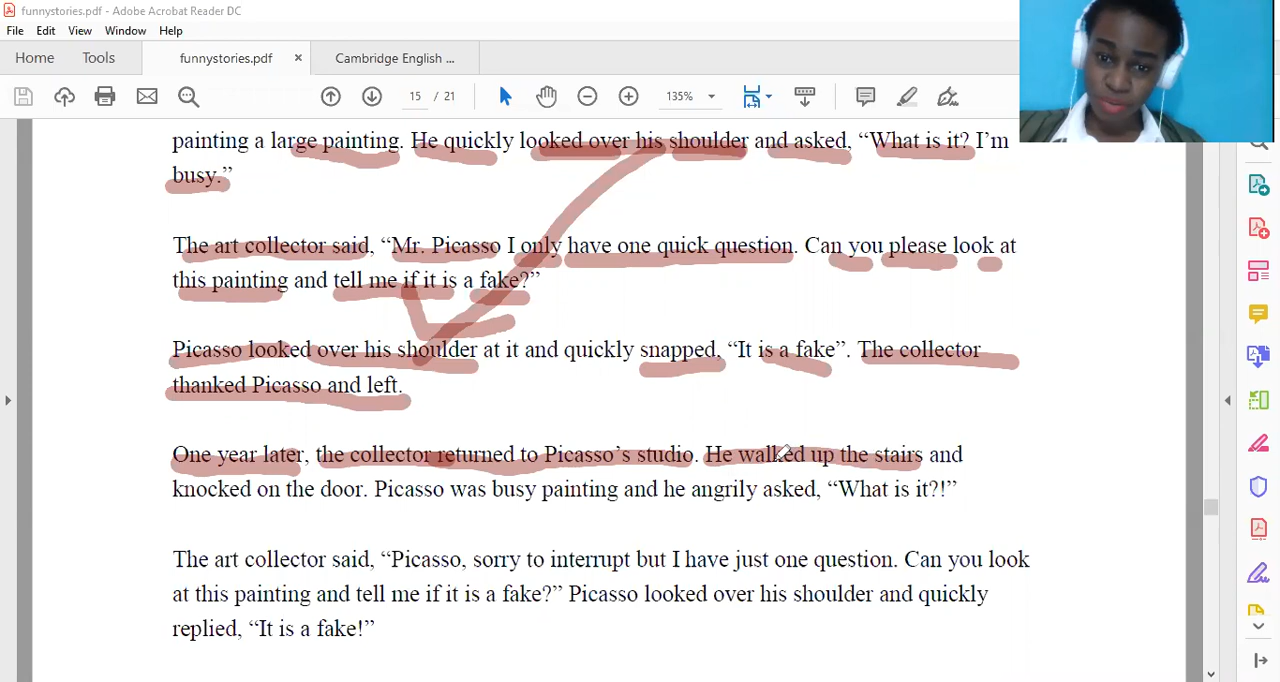 funnystories.pdf - Adobe Acrobat Reader DC
File Edit View Window Help
Home Tools funnystories.pdf × Cambridge English ...
15 / 21 135%
painting a large painting. He quickly looked over his shoulder and asked, “What is it? I’m
busy.”
The art collector said, “Mr. Picasso I only have one quick question. Can you please look at
this painting and tell me if it is a fake?”
Picasso looked over his shoulder at it and quickly snapped, “It is a fake”. The collector
thanked Picasso and left.
One year later, the collector returned to Picasso’s studio. He walked up the stairs and
knocked on the door. Picasso was busy painting and he angrily asked, “What is it?!”
The art collector said, “Picasso, sorry to interrupt but I have just one question. Can you look
at this painting and tell me if it is a fake?” Picasso looked over his shoulder and quickly
replied, “It is a fake!”